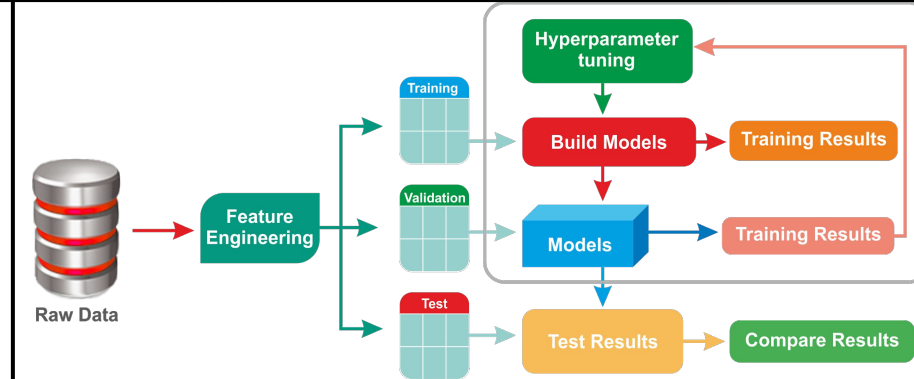 Hyperparameter
tuning
Training
Build Models
Training Results
Validation
Feature
Engineering
Models
Training Results
Raw Data
Test
Test Results
Compare Results